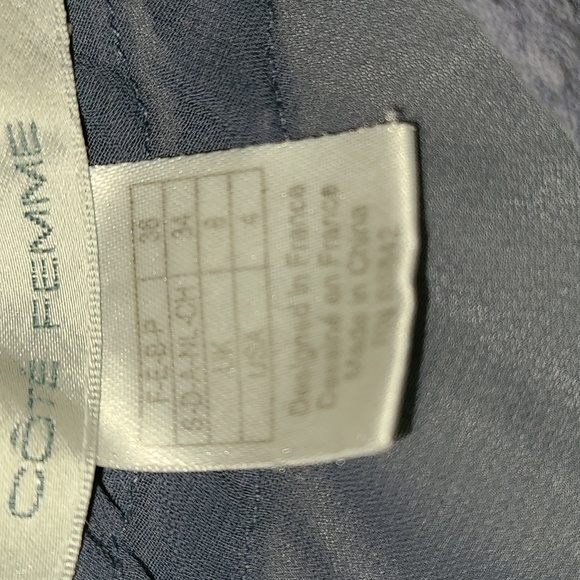 CÔTÉ FEMME
F-E-B-P 36
S-D-A-NL-CH 34
UK 8
USA 4
Designed in France
Dessiné en France
Made in China